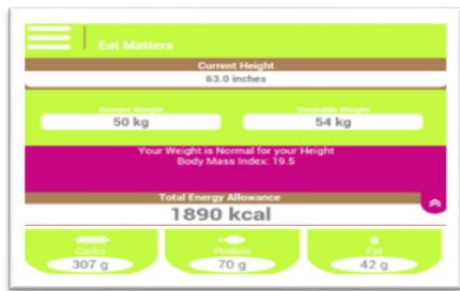 Eat Matters
Current Height
63.0 inches
Current Weight Desirable Weight
50 kg 54 kg
Your Weight is Normal for your Height
Body Mass Index: 19.5
Total Energy Allowance
1890 kcal
Carbs Protein Fat
307 g 70 g 42 g